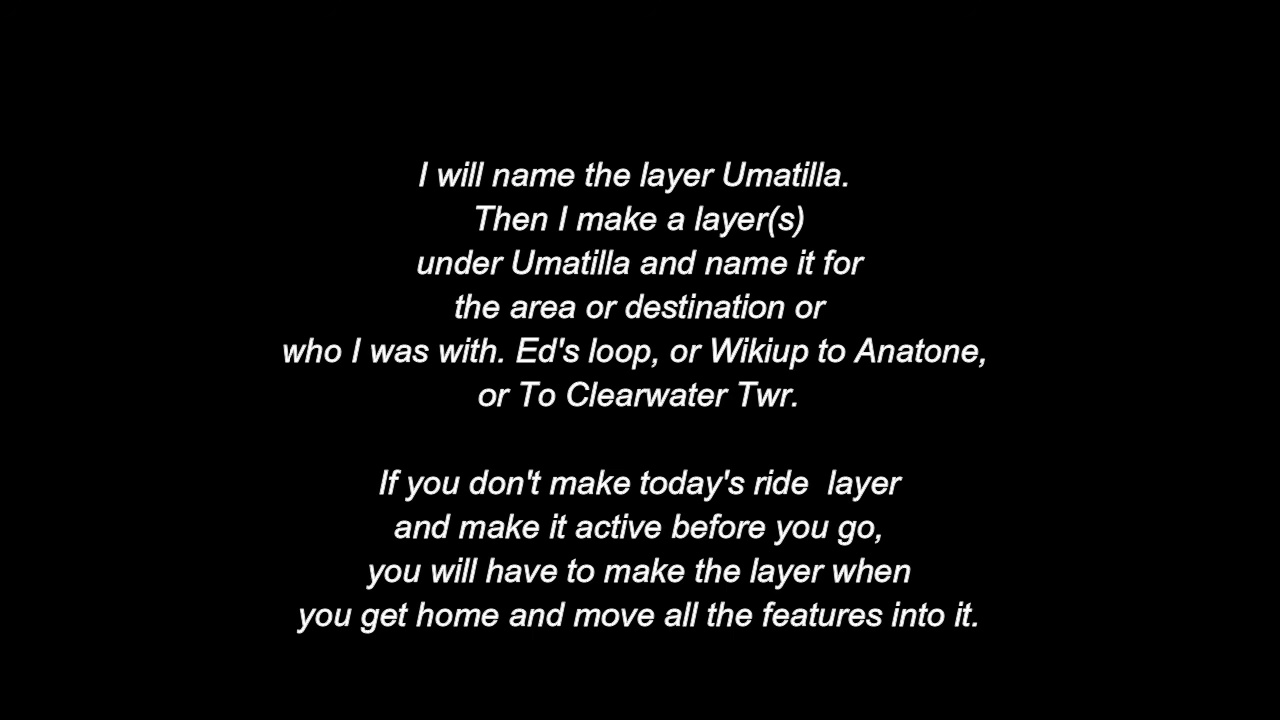 I will name the layer Umatilla.
Then I make a layer(s)
under Umatilla and name it for
the area or destination or
who I was with. Ed's loop, or Wikiup to Anatone,
or To Clearwater Twr.
If you don't make today's ride  layer
and make it active before you go,
you will have to make the layer when
you get home and move all the features into it.